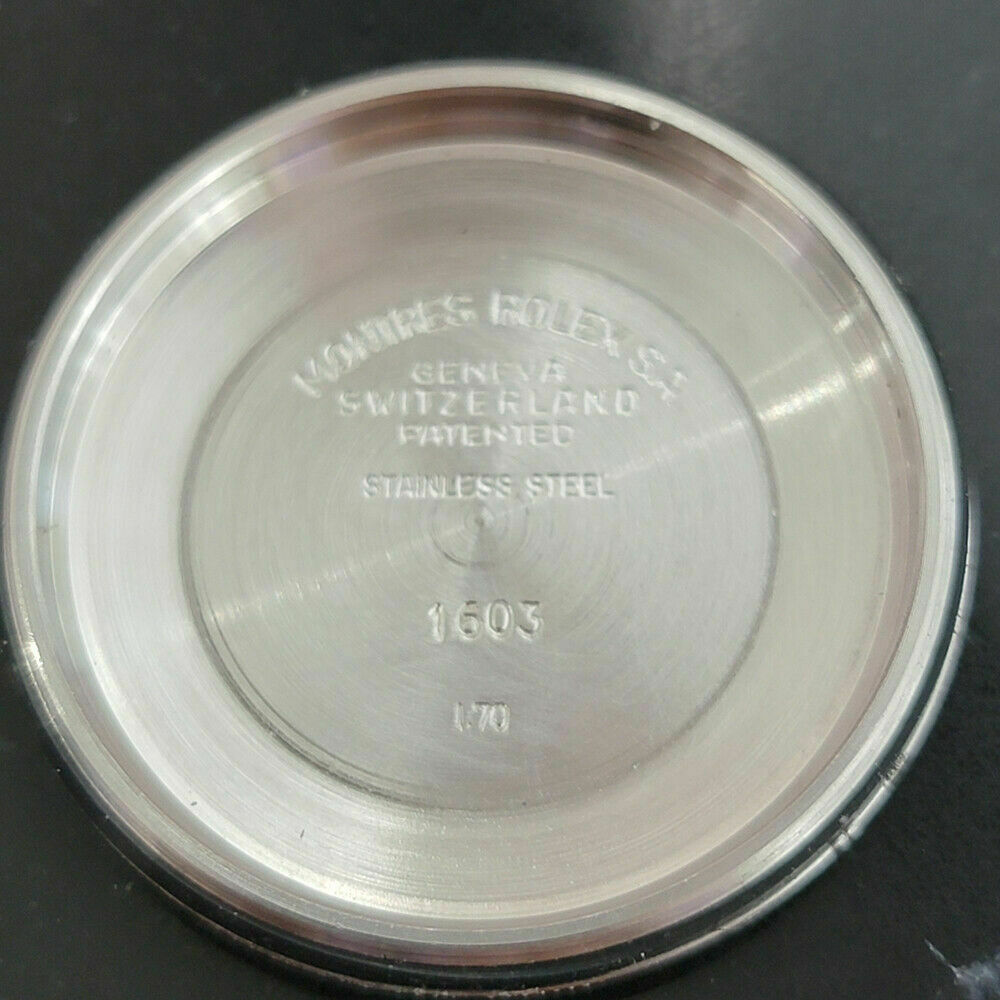 MONTRES ROLEX S.A
GENEVA
SWITZERLAND
PATENTED
STAINLESS STEEL
1603
I.70